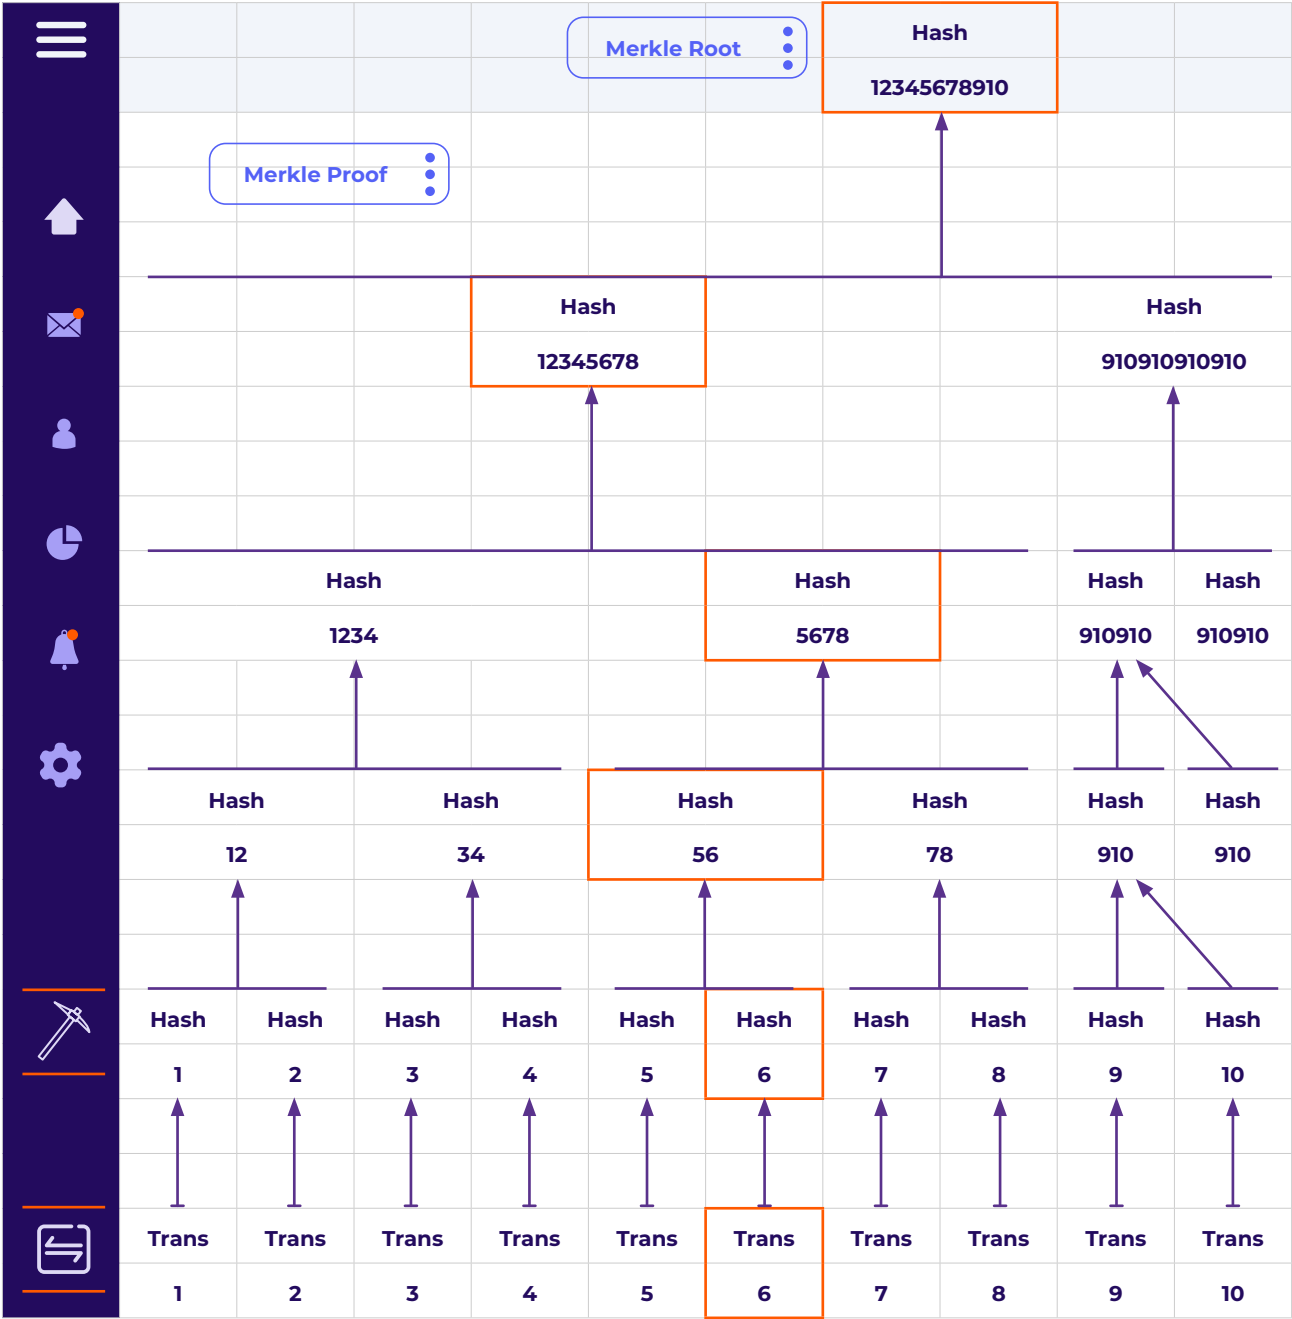 Merkle Root
Hash
12345678910
Merkle Proof
Hash Hash
12345678 910910910910
Hash Hash Hash Hash
1234 5678 910910 910910
Hash Hash Hash Hash Hash Hash
12 34 56 78 910 910
Hash Hash Hash Hash Hash Hash Hash Hash Hash Hash
1 2 3 4 5 6 7 8 9 10
Trans Trans Trans Trans Trans Trans Trans Trans Trans Trans
1 2 3 4 5 6 7 8 9 10